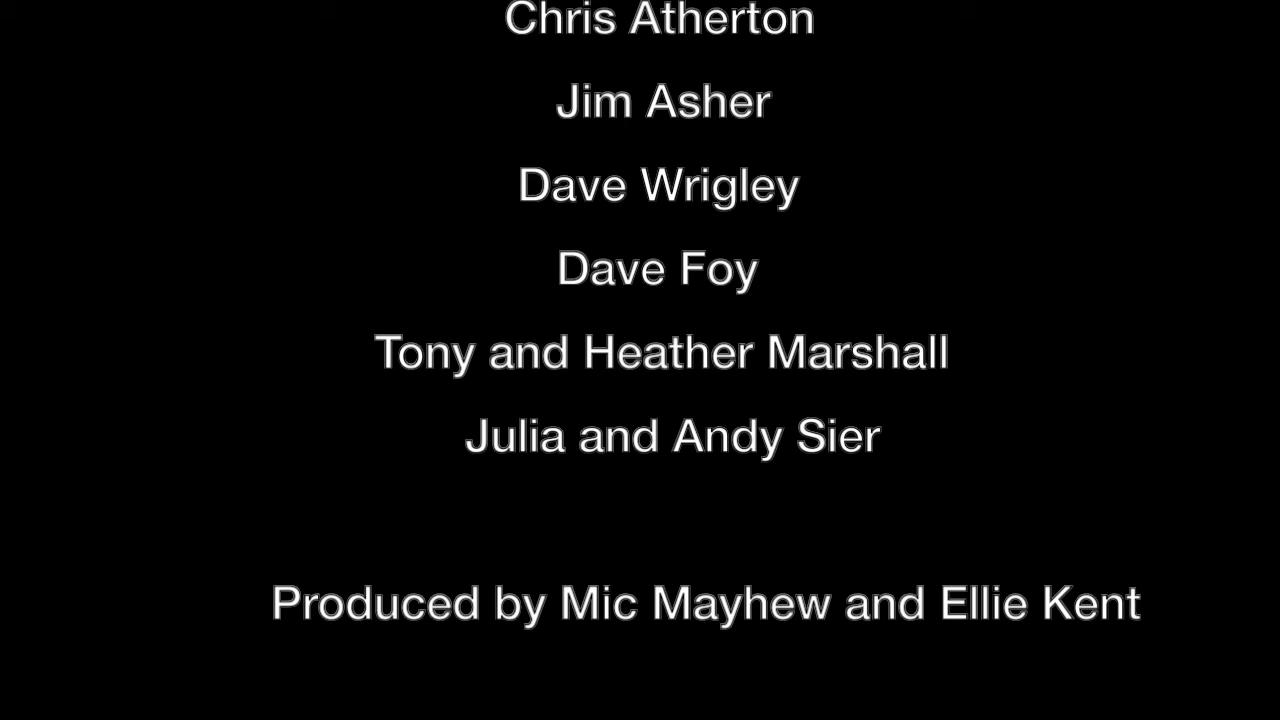 Chris Atherton
Jim Asher
Dave Wrigley
Dave Foy
Tony and Heather Marshall
Julia and Andy Sier
Produced by Mic Mayhew and Ellie Kent